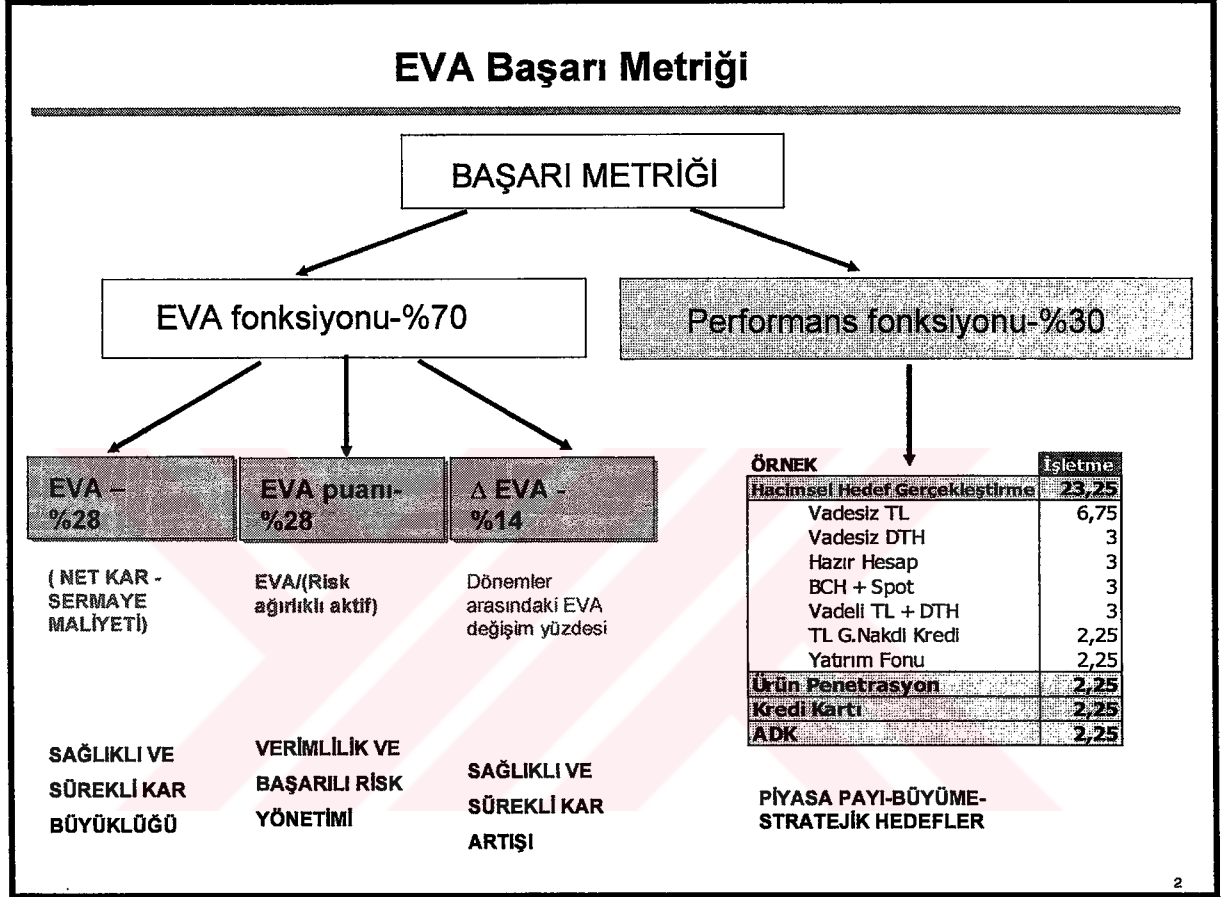 EVA Başarı Metriği
BAŞARI METRİĞİ
EVA fonksiyonu-%70
Performans fonksiyonu-%30
EVA –
%28
EVA puanı-
%28
Δ EVA -
%14
( NET KAR -
SERMAYE
MALİYETİ)
EVA/(Risk
ağırlıklı aktif)
Dönemler
arasındaki EVA
değişim yüzdesi
SAĞLIKLI VE
SÜREKLİ KAR
BÜYÜKLÜĞÜ
VERİMLİLİK VE
BAŞARILI RİSK
YÖNETİMİ
SAĞLIKLI VE
SÜREKLİ KAR
ARTIŞI
ÖRNEK İşletme
Hacimsel Hedef Gerçekleştirme 23,25
Vadesiz TL 6,75
Vadesiz DTH 3
Hazır Hesap 3
BCH + Spot 3
Vadeli TL + DTH 3
TL G.Nakdi Kredi 2,25
Yatırım Fonu 2,25
Ürün Penetrasyon 2,25
Kredi Kartı 2,25
ADK 2,25
PİYASA PAYI-BÜYÜME-
STRATEJİK HEDEFLER
2